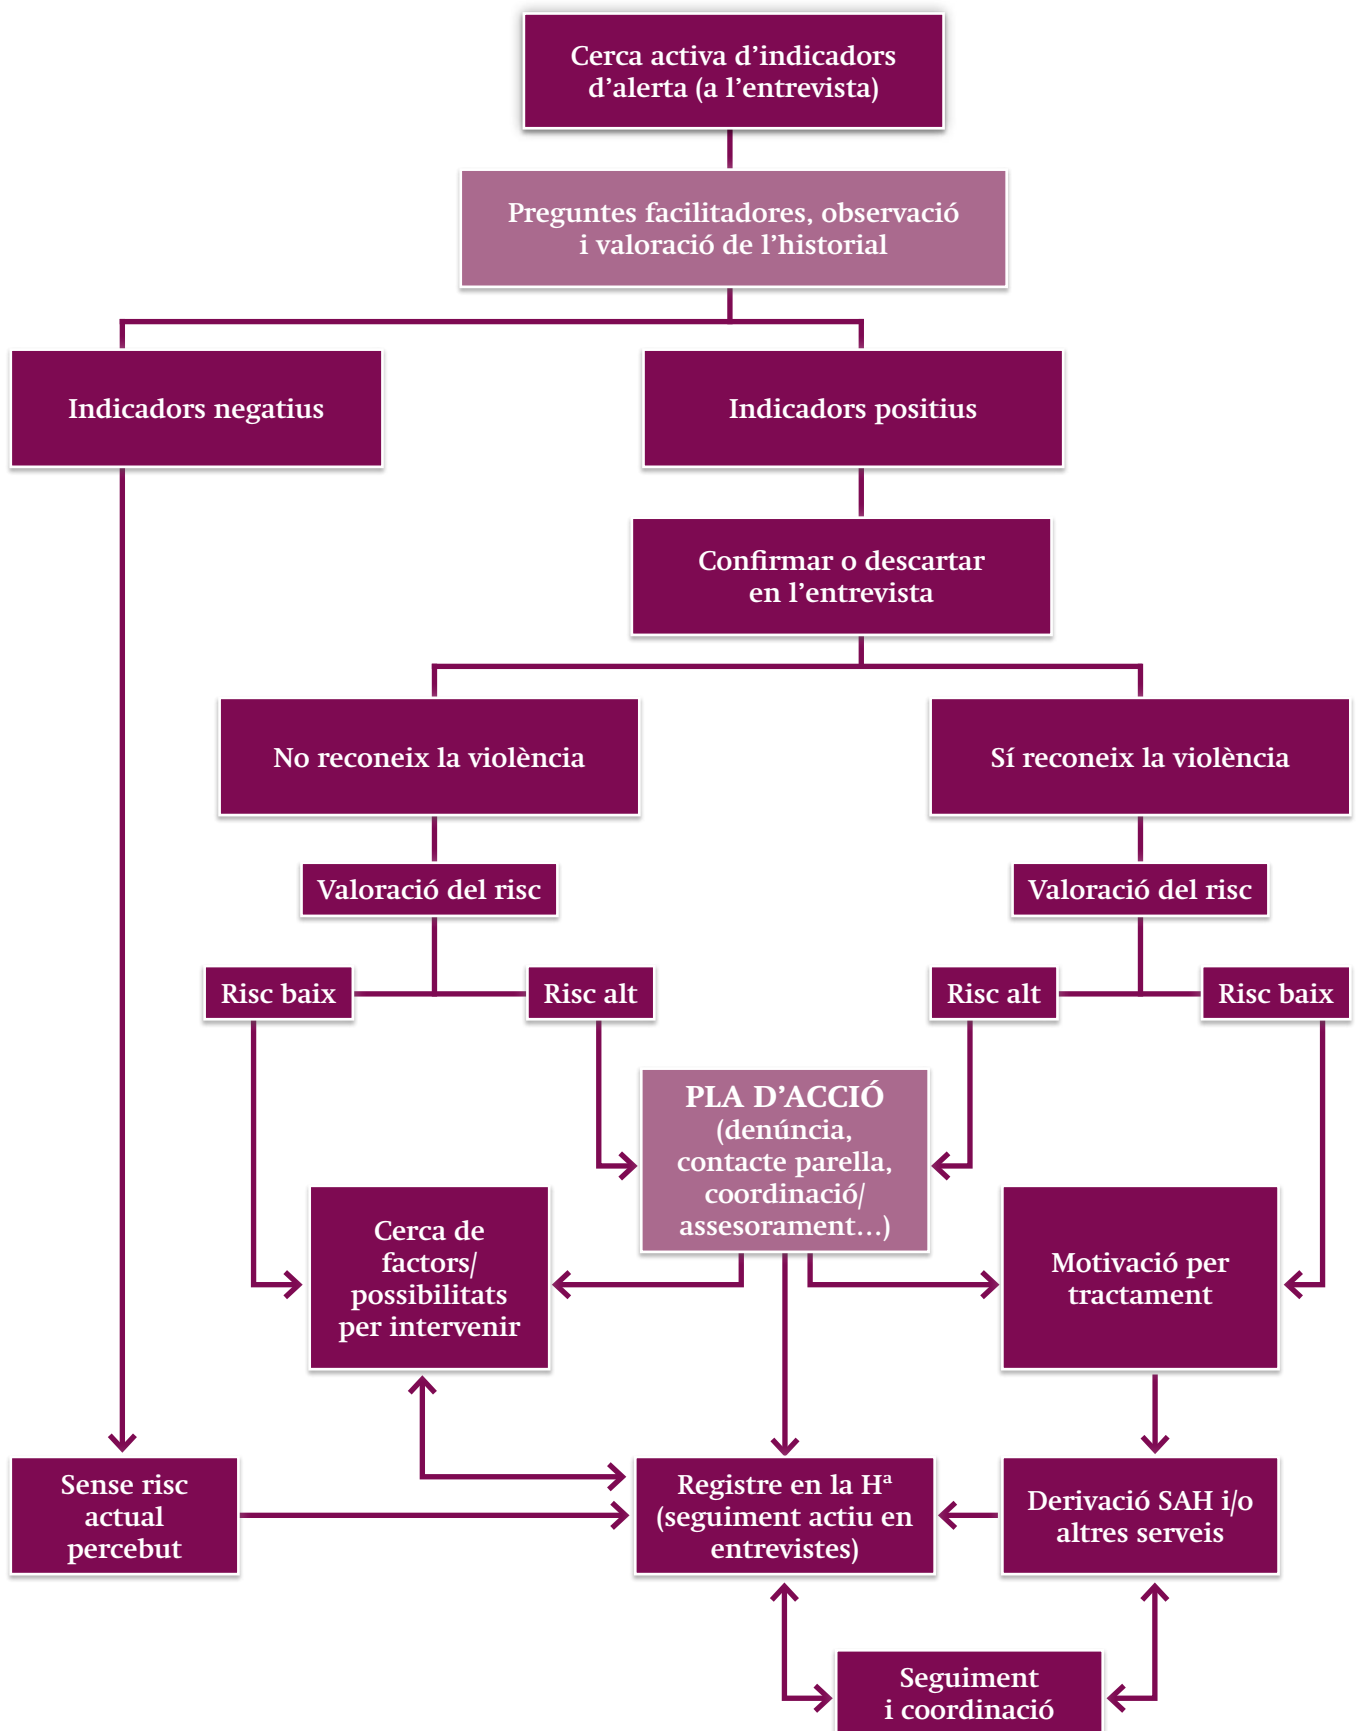 Cerca activa d’indicadors
d’alerta (a l’entrevista)
Preguntes facilitadores, observació
i valoració de l’historial
Indicadors negatius
Indicadors positius
Confirmar o descartar
en l’entrevista
No reconeix la violència
Sí reconeix la violència
Valoració del risc
Valoració del risc
Risc baix
Risc alt
Risc alt
Risc baix
PLA D’ACCIÓ
(denúncia,
contacte parella,
coordinació/
assesorament…)
Cerca de
factors/
possibilitats
per intervenir
Motivació per
tractament
Sense risc
actual
percebut
Registre en la Hª
(seguiment actiu en
entrevistes)
Derivació SAH i/o
altres serveis
Seguiment
i coordinació